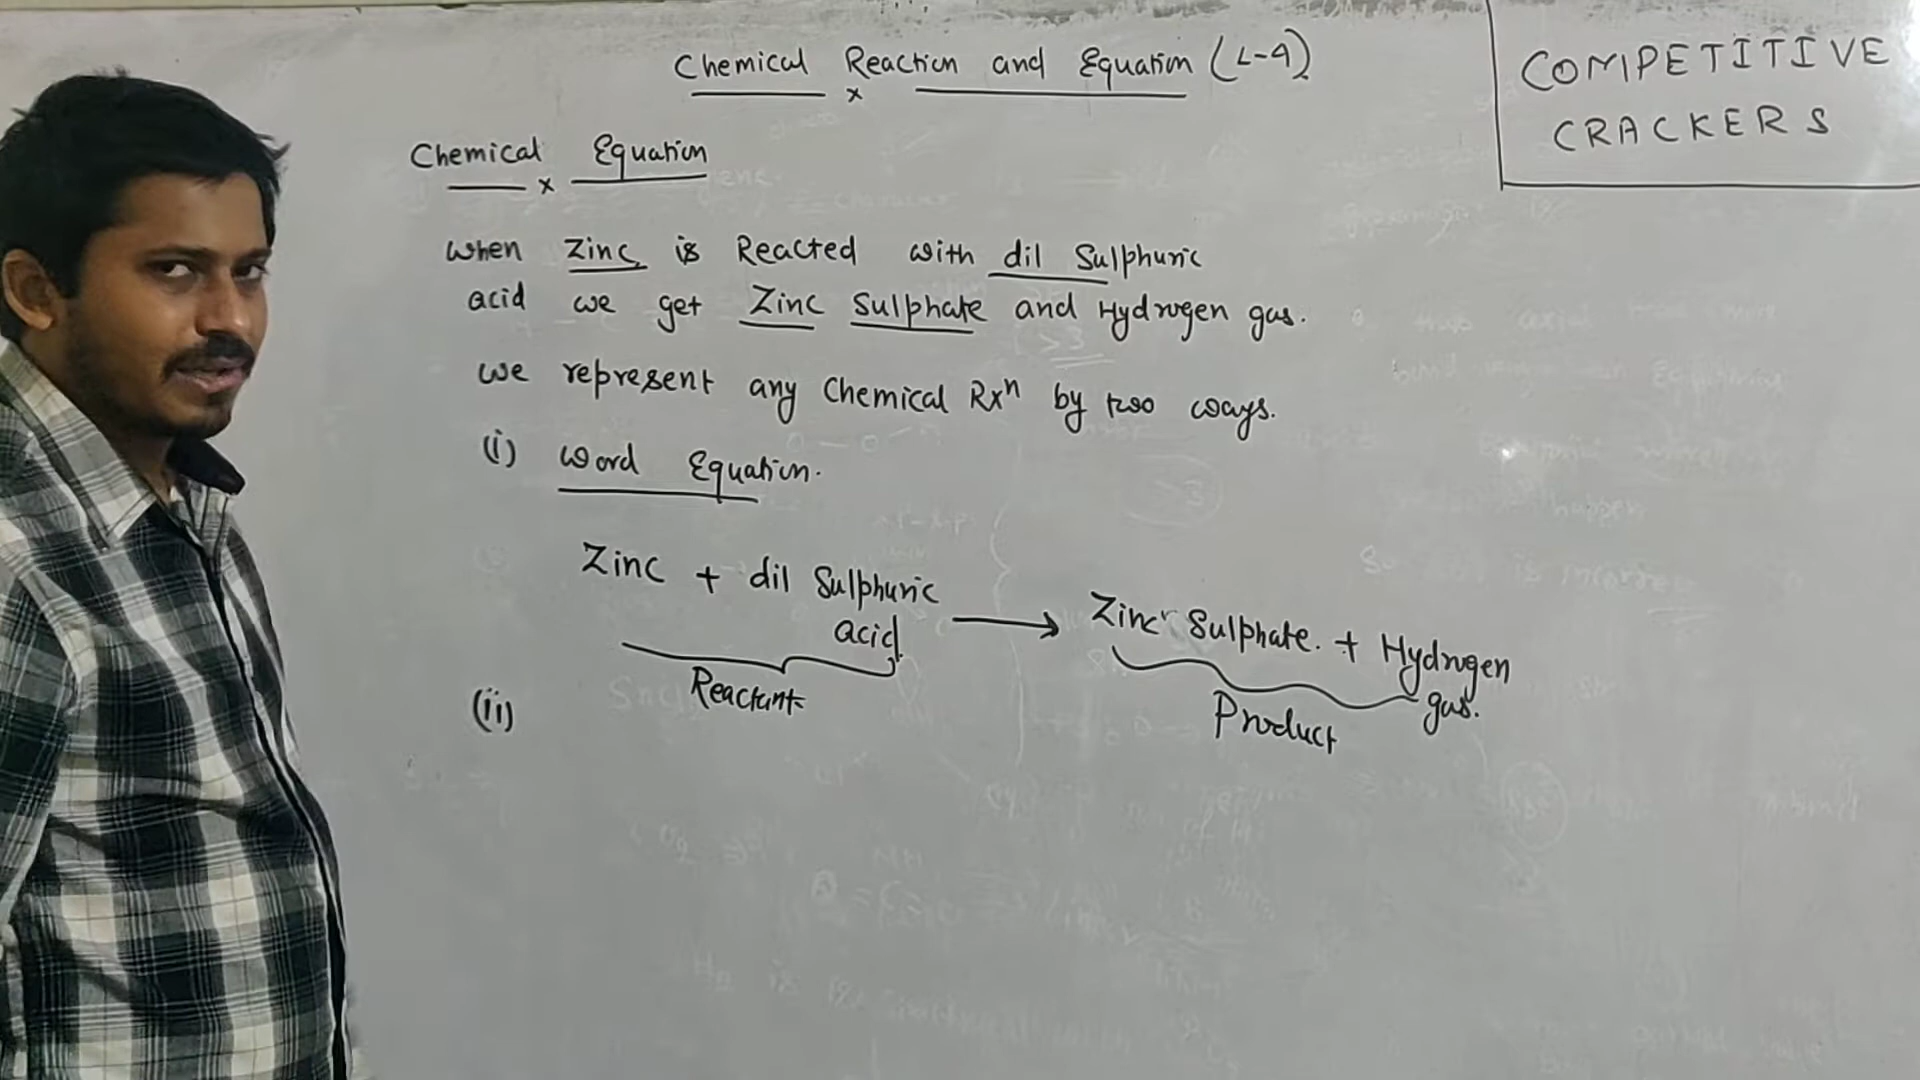 Chemical Reaction and Equation (L-4)
COMPETITIVE
CRACKERS
Chemical Equation
When Zinc is Reacted with dil Sulphuric
acid we get Zinc Sulphate and Hydrogen gas.
we represent any Chemical Rxn by two ways.
(i) Word Equation.
Zinc + dil Sulphuric acid → Zinc Sulphate. + Hydrogen gas.
Reactant
Product
(ii)